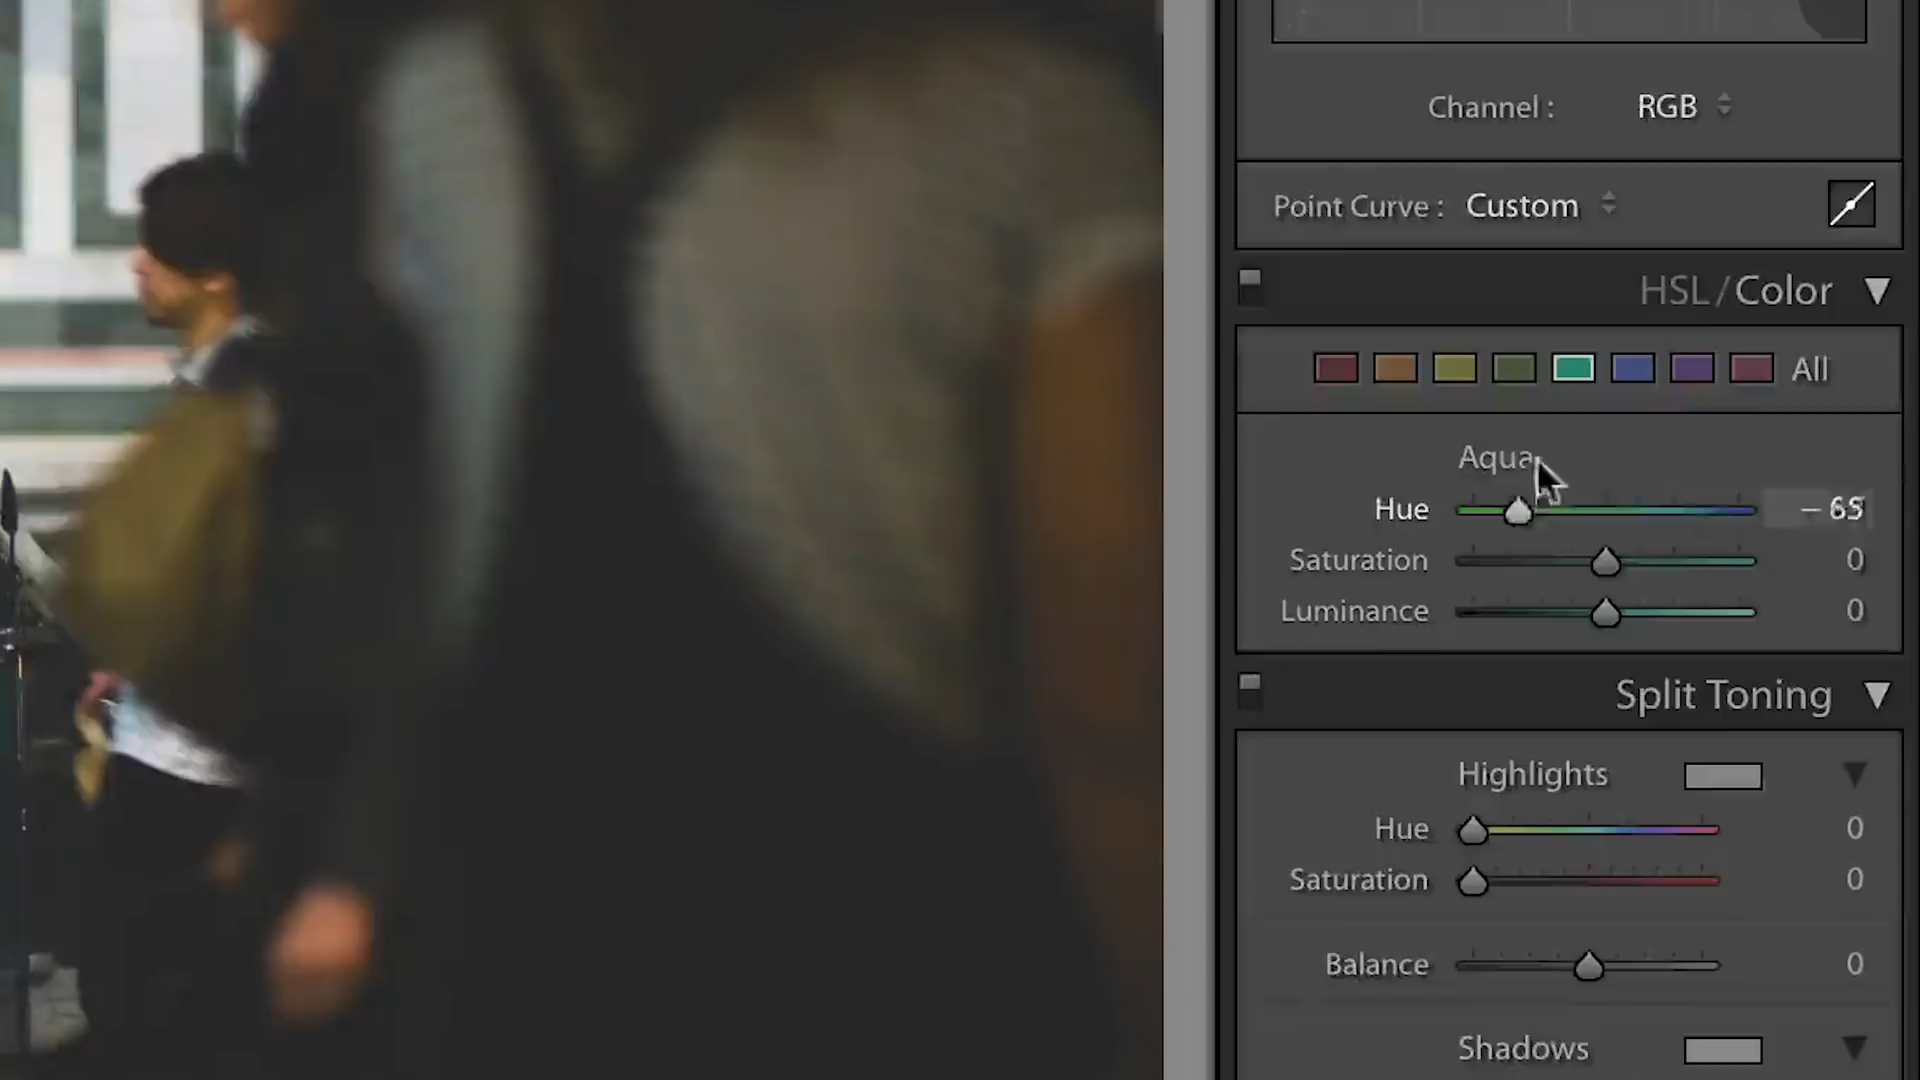 Channel : RGB
Point Curve : Custom
HSL / Color
All
Aqua
Hue – 65
Saturation 0
Luminance 0
Split Toning
Highlights
Hue 0
Saturation 0
Balance 0
Shadows